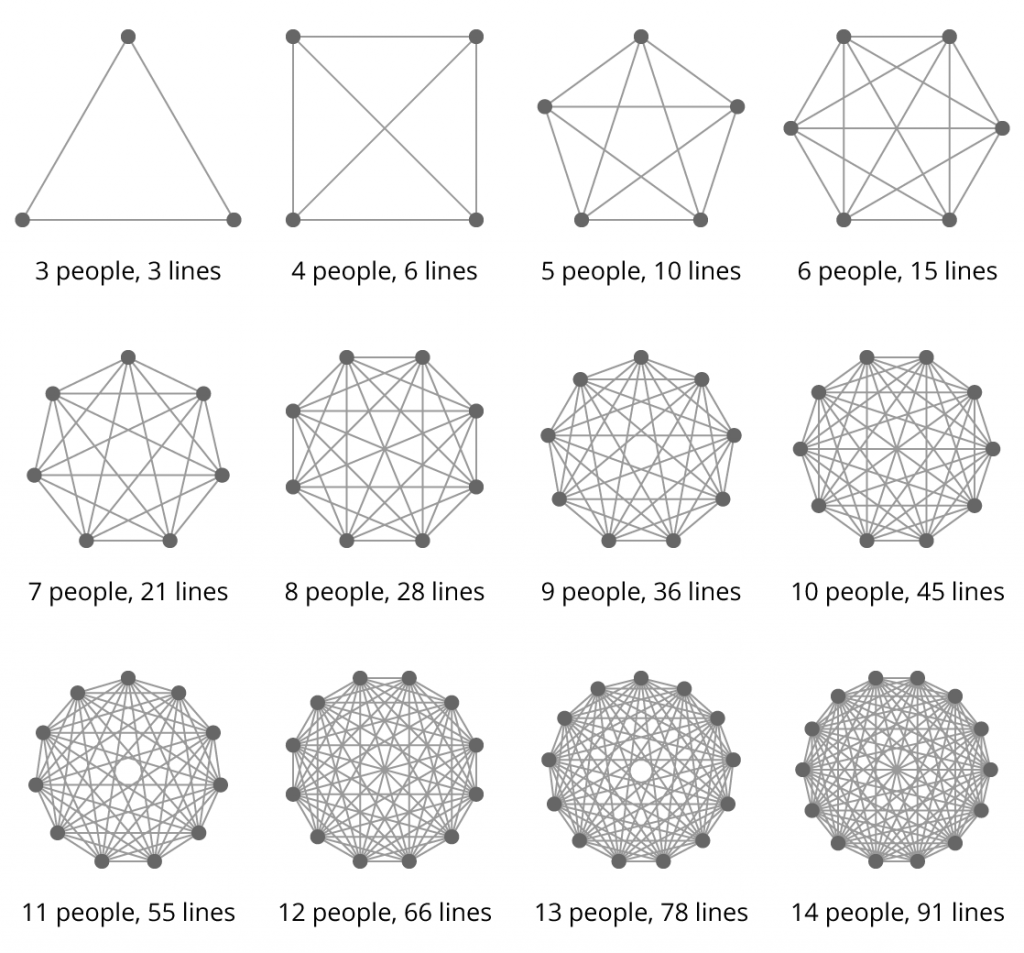 3 people, 3 lines
4 people, 6 lines
5 people, 10 lines
6 people, 15 lines
7 people, 21 lines
8 people, 28 lines
9 people, 36 lines
10 people, 45 lines
11 people, 55 lines
12 people, 66 lines
13 people, 78 lines
14 people, 91 lines